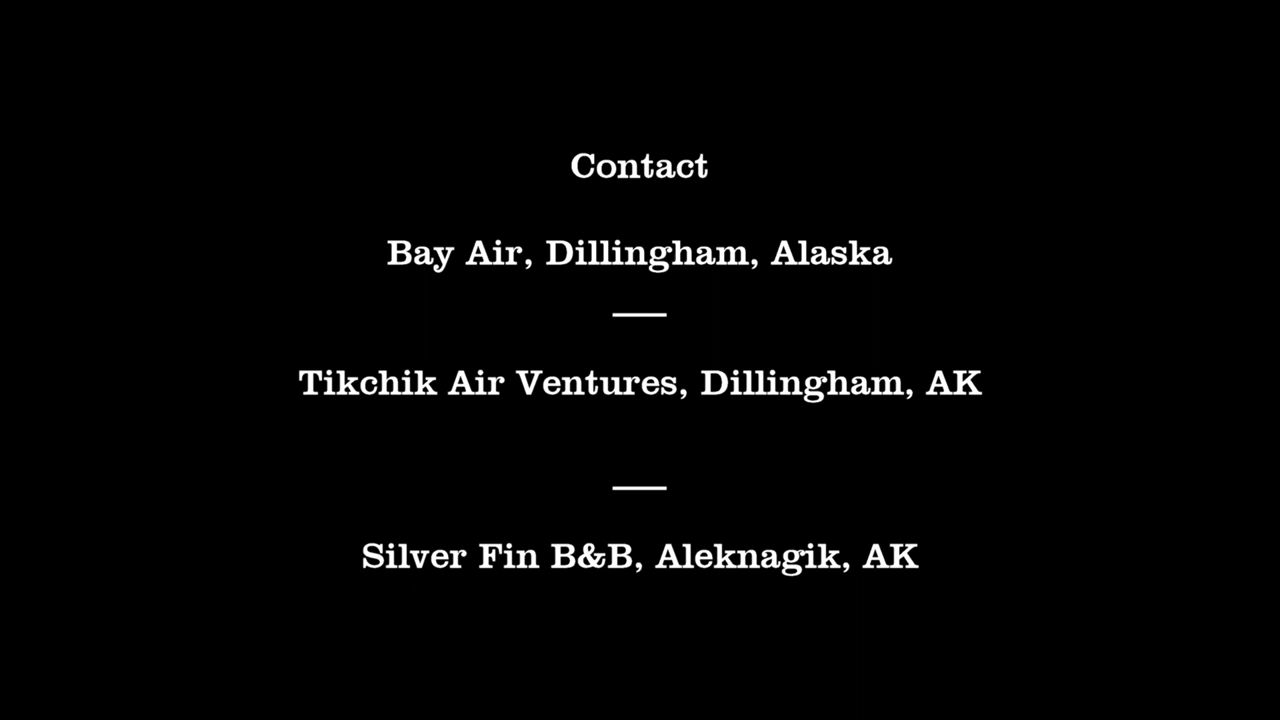 Contact
Bay Air, Dillingham, Alaska
Tikchik Air Ventures, Dillingham, AK
Silver Fin B&B, Aleknagik, AK